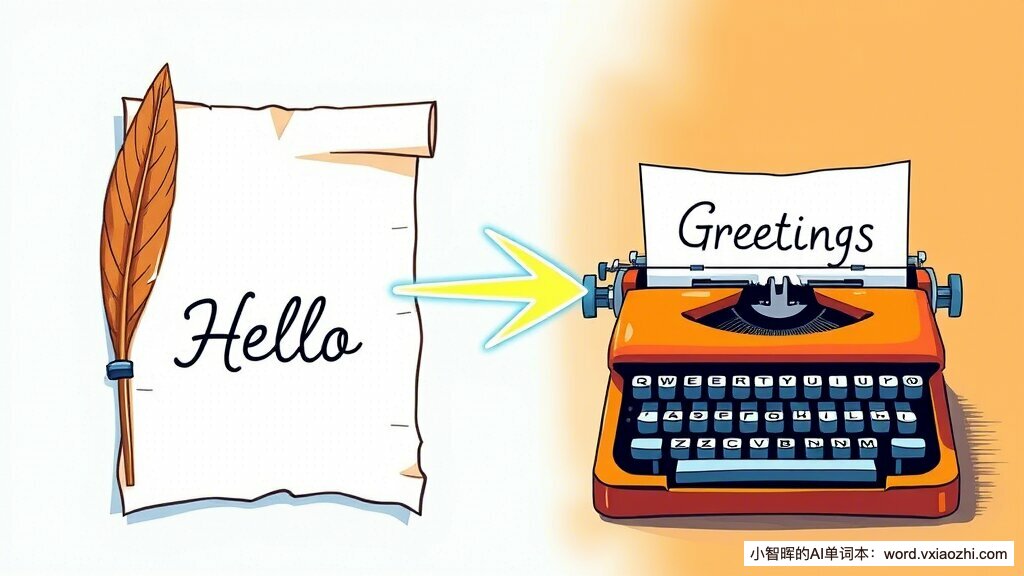 Hello
Greetings
Q W E E R T Y U I U Y @
Z Z C V B N N M
小智晖的AI单词本：word.vxiaozhi.com